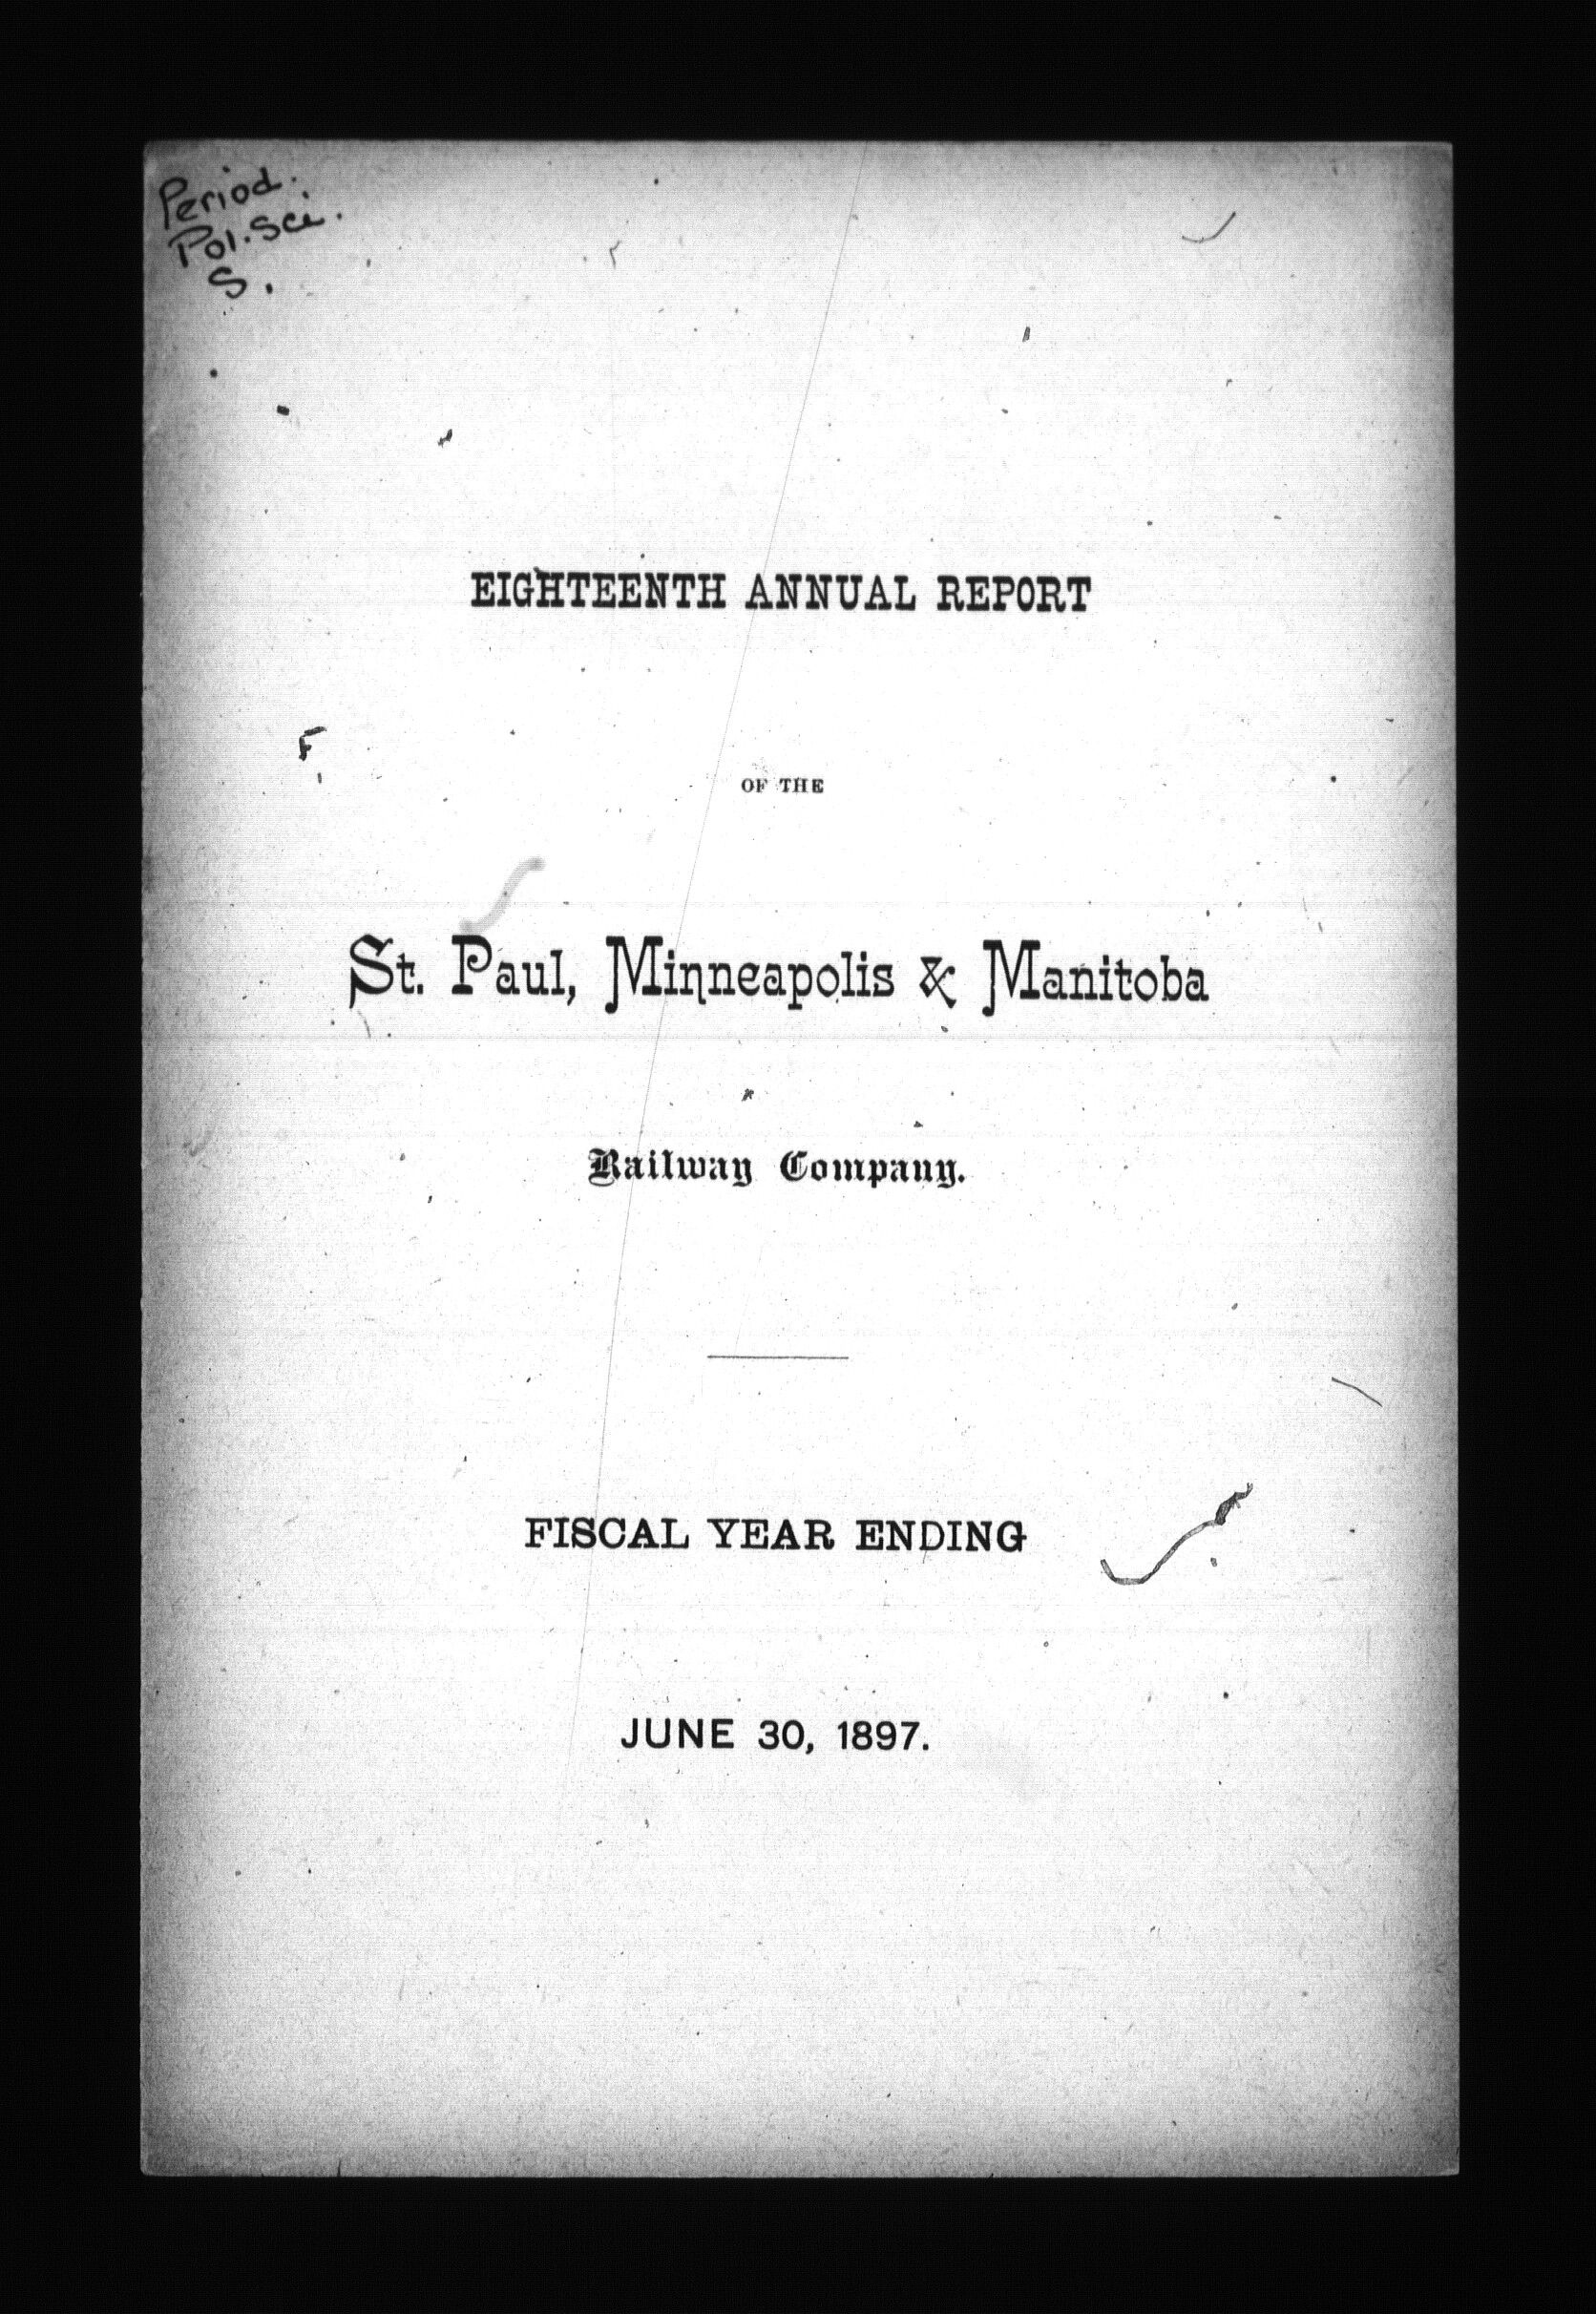 Period.
Pol. Sci.
S.
EIGHTEENTH ANNUAL REPORT
OF THE
St. Paul, Minneapolis & Manitoba
Railway Company.
FISCAL YEAR ENDING
JUNE 30, 1897.